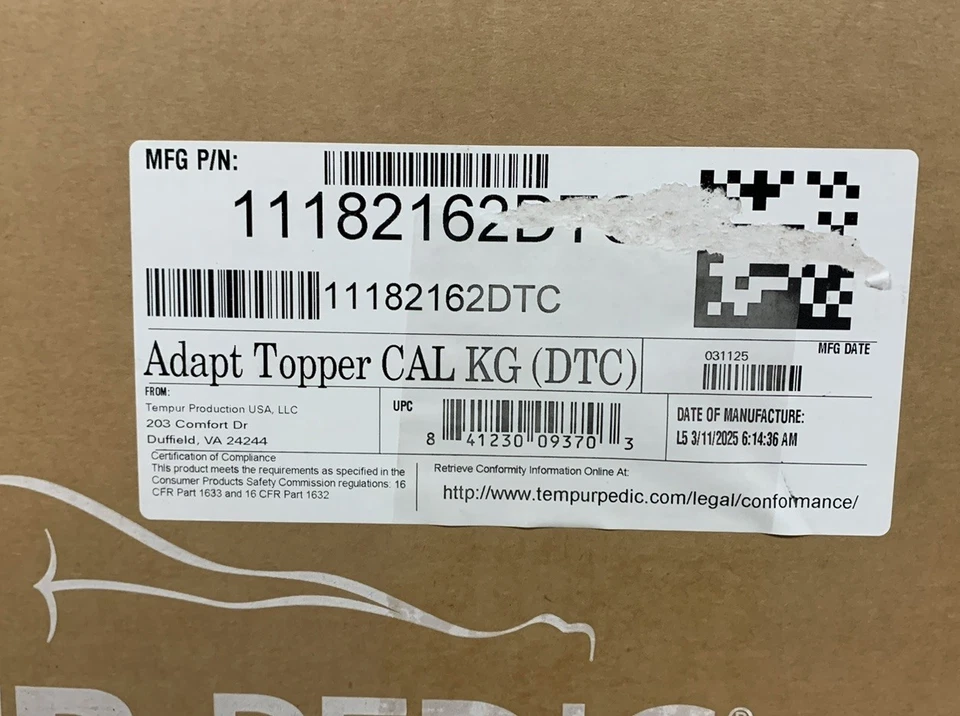 MFG P/N:
11182162DTC
11182162DTC
Adapt Topper CAL KG (DTC)
031125
MFG DATE
FROM:
Tempur Production USA, LLC
203 Comfort Dr
Duffield, VA 24244
UPC
8 41230 09370 3
DATE OF MANUFACTURE:
L5 3/11/2025 6:14:36 AM
Certification of Compliance
This product meets the requirements as specified in the
Consumer Products Safety Commission regulations: 16
CFR Part 1633 and 16 CFR Part 1632
Retrieve Conformity Information Online At:
http://www.tempurpedic.com/legal/conformance/
PEDIC®